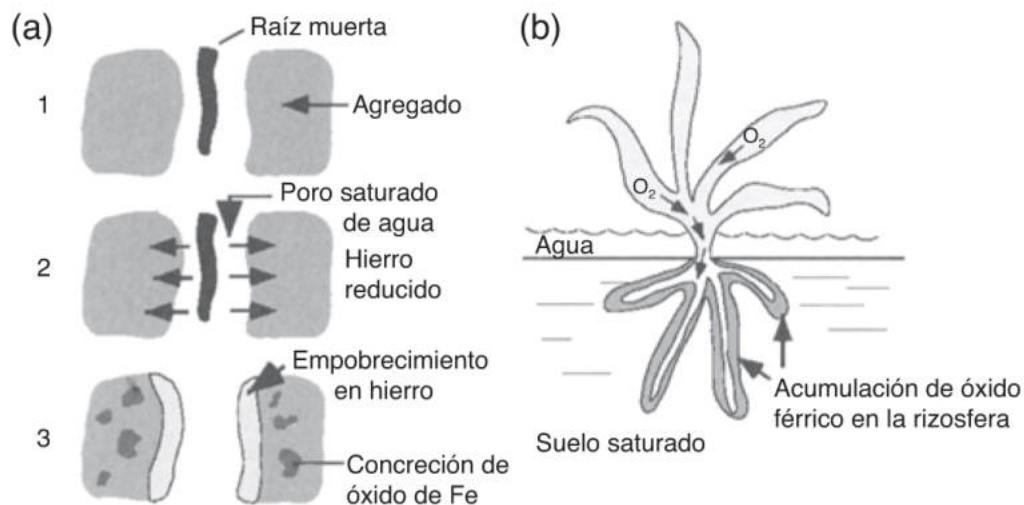 (a)
Raíz muerta
1
Agregado
Poro saturado
de agua
2
Hierro
reducido
Empobrecimiento
en hierro
3
Concreción de
óxido de Fe
(b)
O2
O2
Agua
Acumulación de óxido
férrico en la rizosfera
Suelo saturado